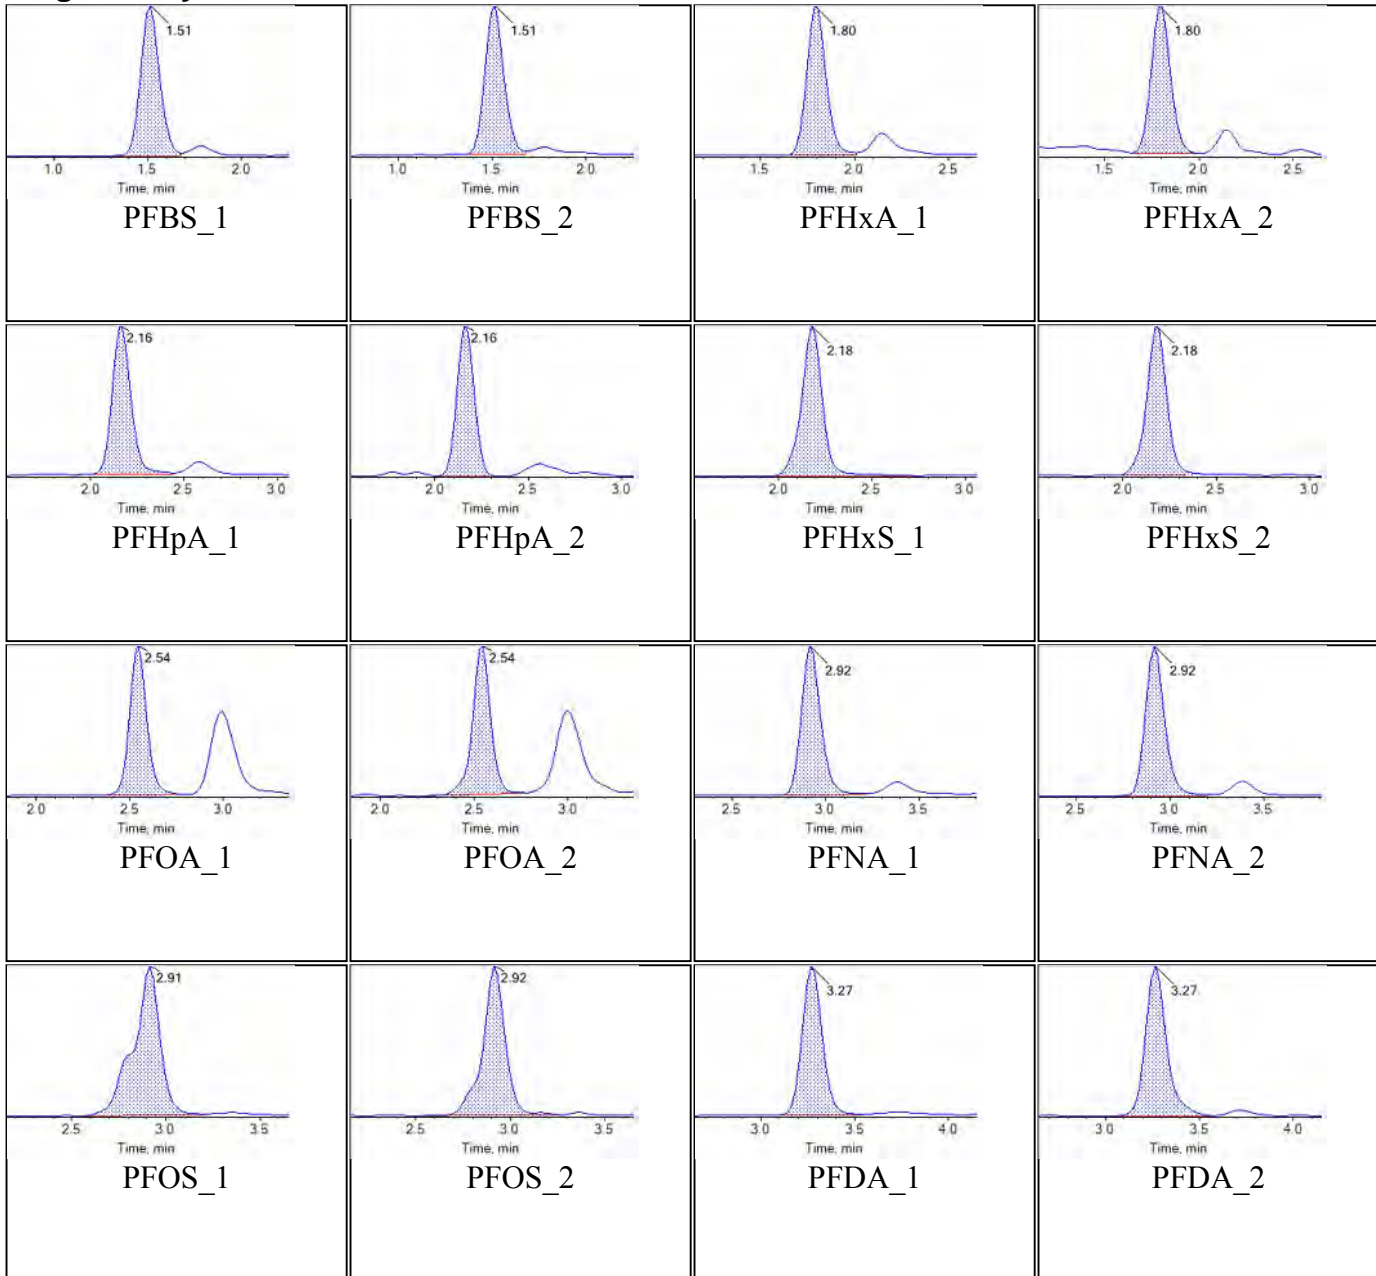 1.51 1.51 1.80 1.80
1.0 1.5 2.0 1.0 1.5 2.0 1.5 2.0 2.5 1.5 2.0 2.5
Time, min Time, min Time, min Time, min
PFBS_1 PFBS_2 PFHxA_1 PFHxA_2
2.16 2.16 2.18 2.18
2.0 2.5 3.0 2.0 2.5 3.0 2.0 2.5 3.0 2.0 2.5 3.0
Time, min Time, min Time, min Time, min
PFHpA_1 PFHpA_2 PFHxS_1 PFHxS_2
2.54 2.54 2.92 2.92
2.0 2.5 3.0 2.0 2.5 3.0 2.5 3.0 3.5 2.5 3.0 3.5
Time, min Time, min Time, min Time, min
PFOA_1 PFOA_2 PFNA_1 PFNA_2
2.91 2.92 3.27 3.27
2.5 3.0 3.5 2.5 3.0 3.5 3.0 3.5 4.0 3.0 3.5 4.0
Time, min Time, min Time, min Time, min
PFOS_1 PFOS_2 PFDA_1 PFDA_2